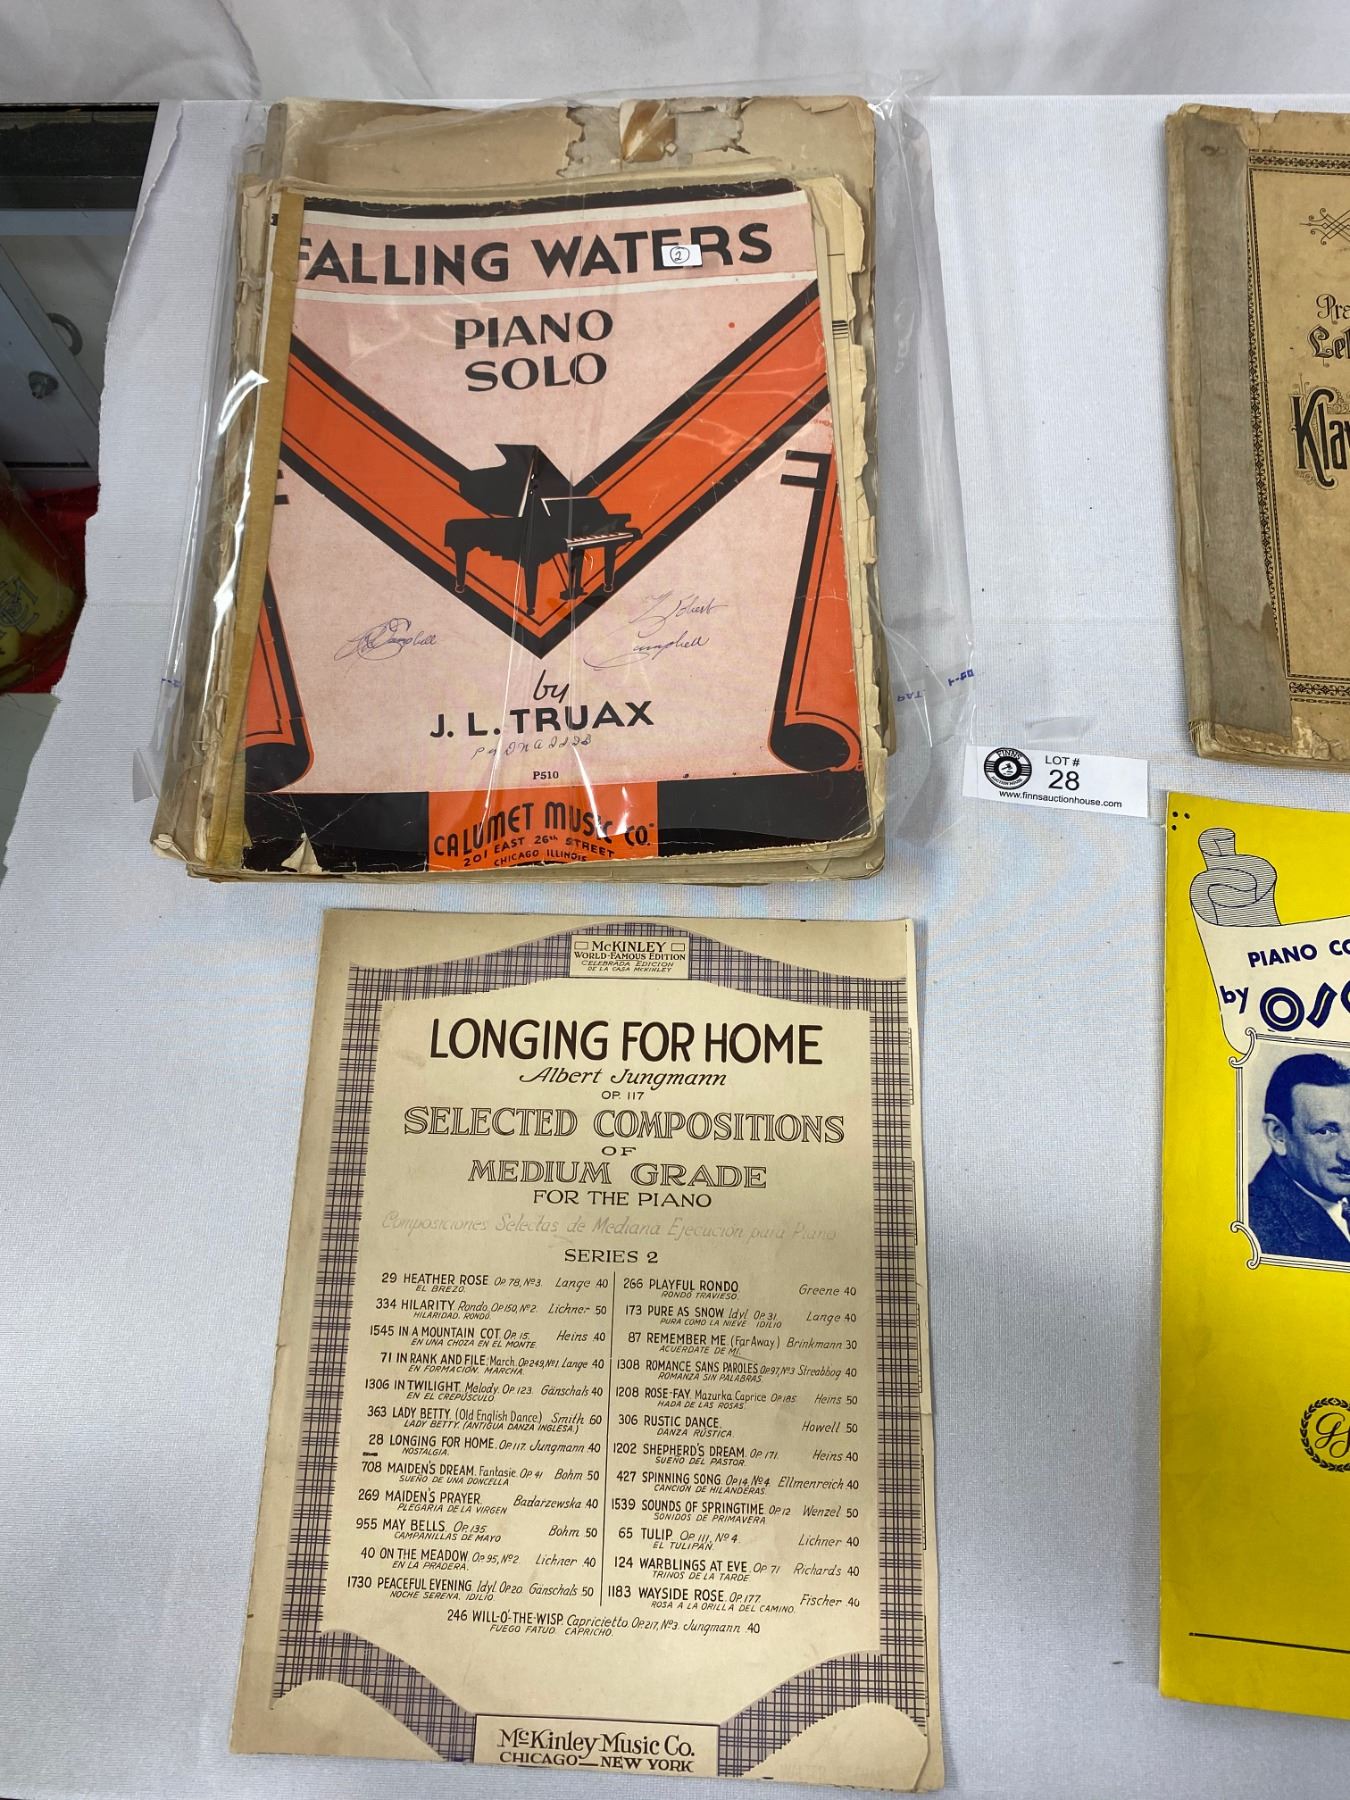 FALLING WATERS
2
PIANO
SOLO
Robert
Campbell
by
J. L. TRUAX
P510
CALUMET MUSIC CO.
201 EAST 26th STREET
CHICAGO ILLINOIS
FINNS
LOT #
28
www.finnsauctionhouse.com
Pra
Leh
Kla
PIANO CO
by OSC
McKINLEY
WORLD-FAMOUS EDITION
CELEBRADA EDICION
DE LA CASA McKINLEY
LONGING FOR HOME
Albert Jungmann
OP. 117
SELECTED COMPOSITIONS
OF
MEDIUM GRADE
FOR THE PIANO
Composiciones Selectas de Mediana Ejecución para Piano
SERIES 2
29 HEATHER ROSE Op. 78, No 3. Lange 40
EL BREZO.
334 HILARITY Rondo, Op 150, No 2. Lichner 50
HILARIDAD. RONDO.
1545 IN A MOUNTAIN COT. Op. 15. Heins .40
EN UNA CHOZA EN EL MONTE.
71 IN RANK AND FILE. March. Op 249, No 1. Lange 40
EN FORMACION. MARCHA.
1306 IN TWILIGHT Melody. Op. 123. Gänschals 40
EN EL CREPUSCULO
363 LADY BETTY. (Old English Dance.) Smith 60
LADY BETTY. (ANTIGUA DANZA INGLESA.)
28 LONGING FOR HOME. Op. 117. Jungmann .40
NOSTALGIA.
708 MAIDEN'S DREAM. Fantasie. Op 41 Bohm 50
SUEÑO DE UNA DONCELLA
269 MAIDEN'S PRAYER. Badarzewska .40
PLEGARIA DE LA VIRGEN
955 MAY BELLS. Op. 135. Bohm .50
CAMPANILLAS DE MAYO
40 ON THE MEADOW. Op. 95, No 2. Lichner .40
EN LA PRADERA.
1730 PEACEFUL EVENING. Idyl. Op 20. Gänschals 50
NOCHE SERENA. IDILIO.
266 PLAYFUL RONDO Greene 40
RONDO TRAVIESO.
173 PURE AS SNOW Idyl. Op. 31. Lange 40
PURA COMO LA NIEVE IDILIO
87 REMEMBER ME (Far Away) Brinkmann 30
ACUERDATE DE MI.
1308 ROMANCE SANS PAROLES Op 97, No 3 Streabbog 40
ROMANZA SIN PALABRAS.
1208 ROSE-FAY. Mazurka Caprice Op 185 Heins 50
HADA DE LAS ROSAS.
306 RUSTIC DANCE. Howell .50
DANZA RÚSTICA.
1202 SHEPHERD'S DREAM. Op. 171. Heins 40
SUEÑO DEL PASTOR.
427 SPINNING SONG. Op 14, No 4 Ellmenreich 40
CANCIÓN DE HILANDERAS.
1539 SOUNDS OF SPRINGTIME. Op 12 Wenzel 50
SONIDOS DE PRIMAVERA.
65 TULIP. Op. 111, No 4. Lichner 40
EL TULIPÁN.
124 WARBLINGS AT EVE. Op 71 Richards 40
TRINOS DE LA TARDE.
1183 WAYSIDE ROSE. Op. 177. Fischer 40
ROSA A LA ORILLA DEL CAMINO.
246 WILL-O'-THE-WISP Capricietto. Op. 217, No 3. Jungmann .40
FUEGO FATUO. CAPRICHO.
McKinley Music Co.
CHICAGO—NEW YORK